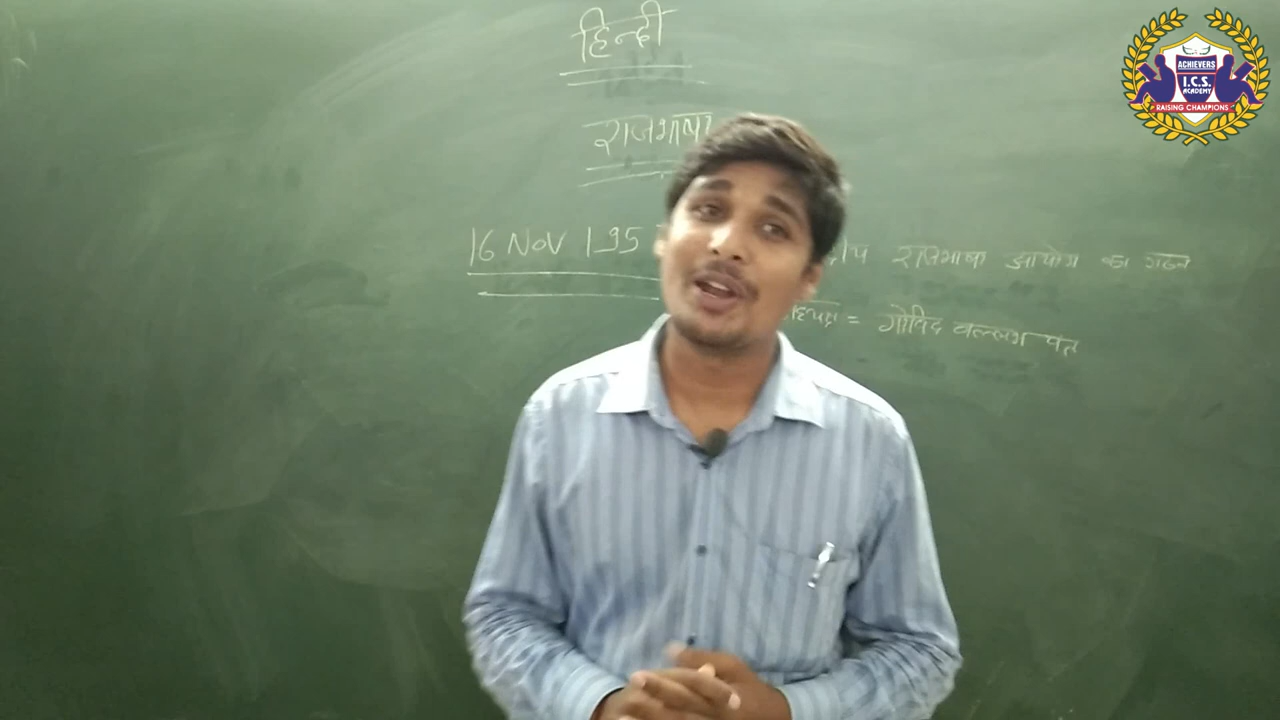 हिन्दी
राजभाषा
16 Nov 195
राजभाषा आयोग का गठन
= गोविंद वल्लभ पंत
ACHIEVERS
I.C.S.
ACADEMY
RAISING CHAMPIONS